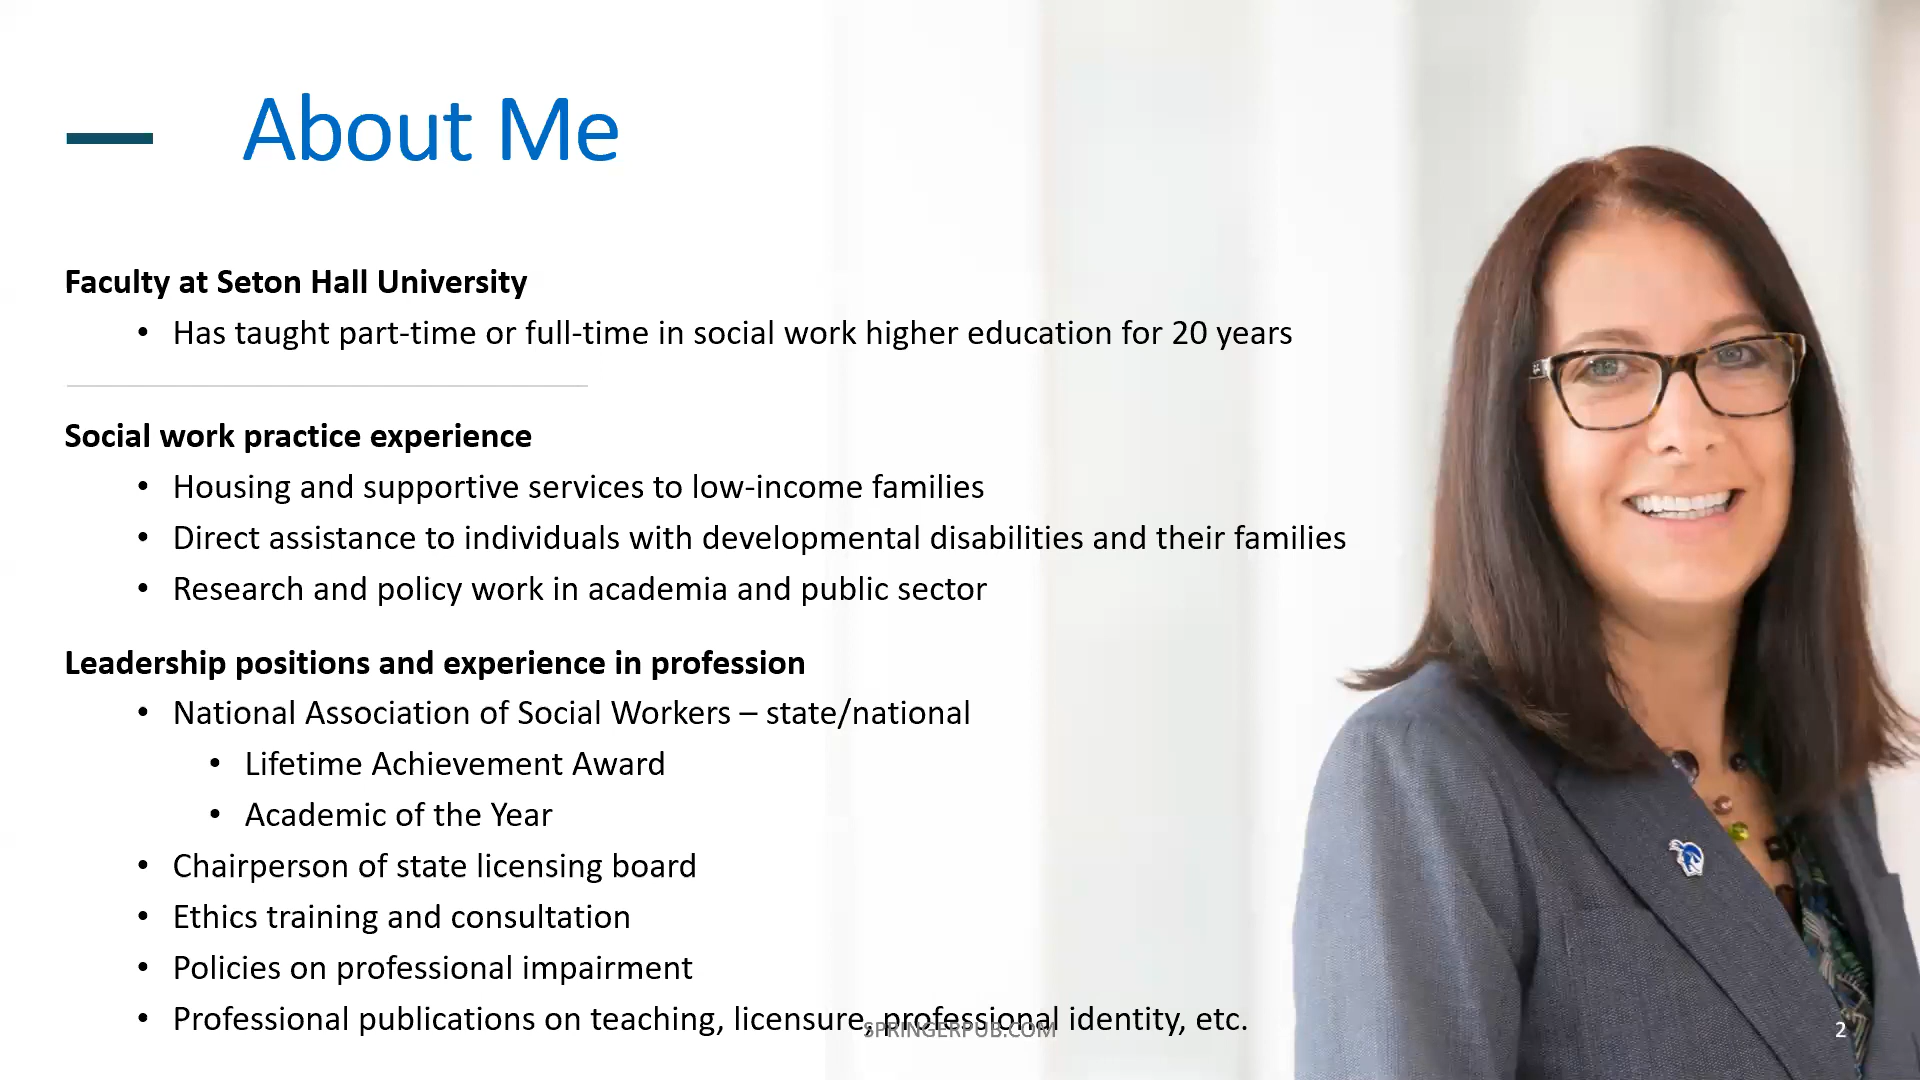 About Me
Faculty at Seton Hall University
• Has taught part-time or full-time in social work higher education for 20 years
Social work practice experience
• Housing and supportive services to low-income families
• Direct assistance to individuals with developmental disabilities and their families
• Research and policy work in academia and public sector
Leadership positions and experience in profession
• National Association of Social Workers – state/national
• Lifetime Achievement Award
• Academic of the Year
• Chairperson of state licensing board
• Ethics training and consultation
• Policies on professional impairment
• Professional publications on teaching, licensure, professional identity, etc.
SPRINGERPUB.COM
2